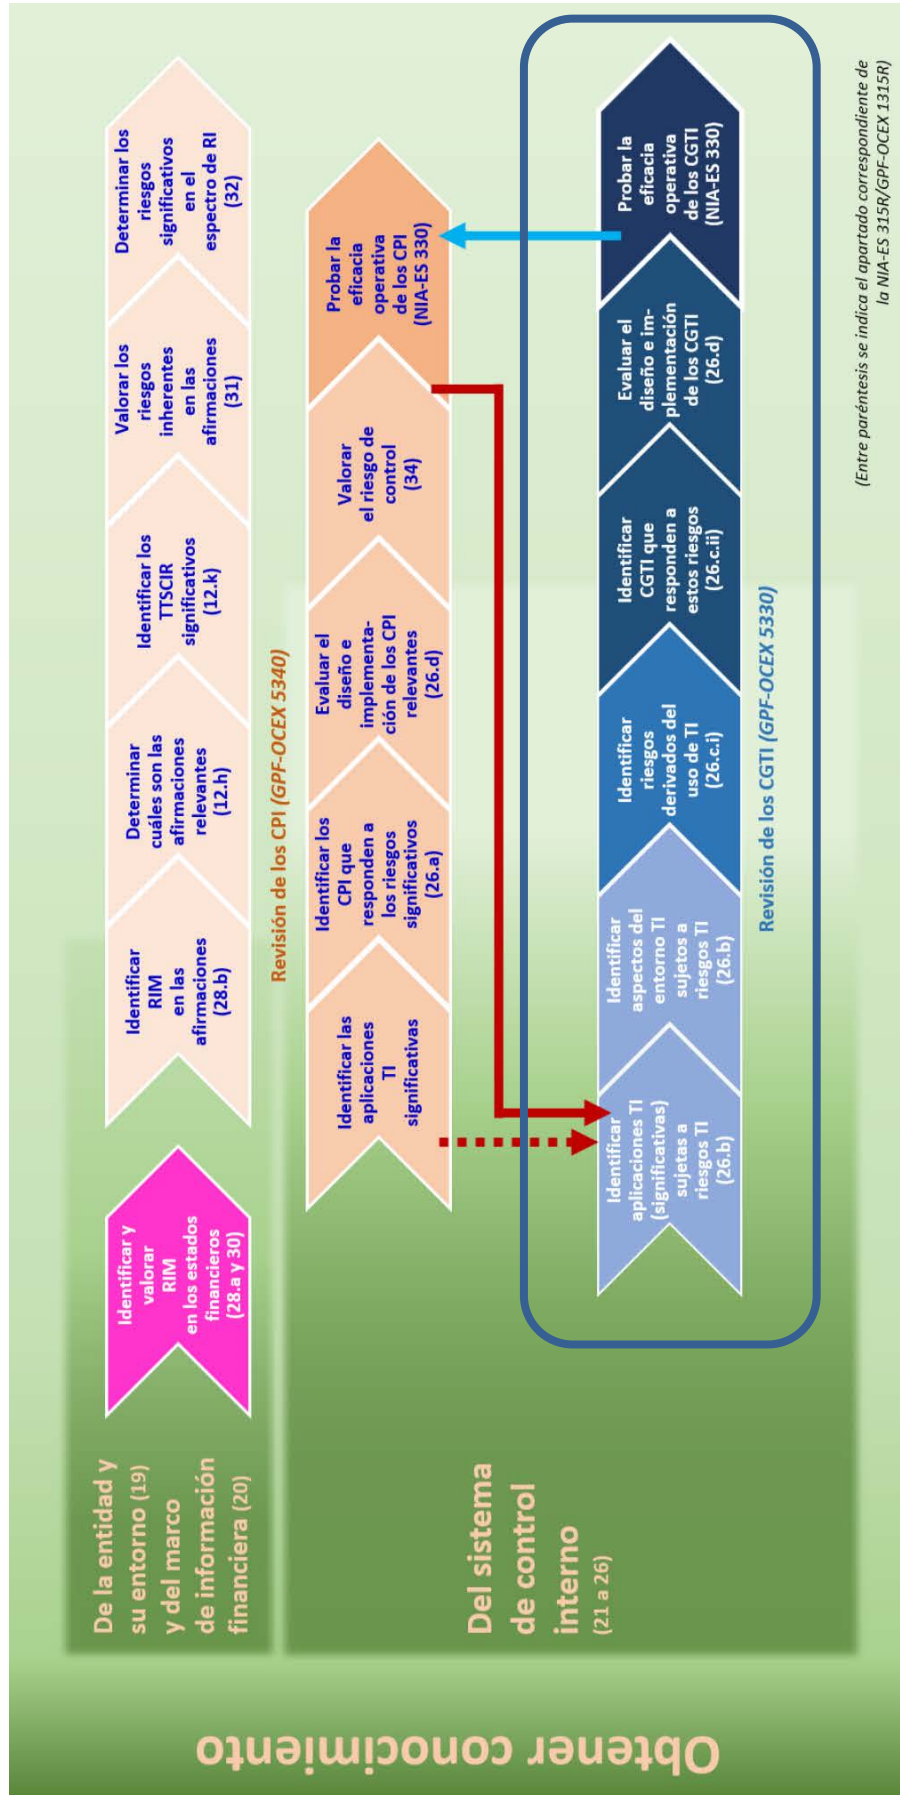 Obtener conocimiento
De la entidad y
su entorno (19)
y del marco
de información
financiera (20)
Identificar y
valorar
RIM
en los estados
financieros
(28.a y 30)
Identificar
RIM
en las
afirmaciones
(28.b)
Determinar
cuáles son las
afirmaciones
relevantes
(12.h)
Identificar los
TTSCIR
significativos
(12.k)
Valorar los
riesgos
inherentes
en las
afirmaciones
(31)
Determinar los
riesgos
significativos
en el
espectro de RI
(32)
Del sistema
de control
interno
(21 a 26)
Revisión de los CPI (GPF-OCEX 5340)
Identificar las
aplicaciones
TI
significativas
Identificar los
CPI que
responden a
los riesgos
significativos
(26.a)
Evaluar el
diseño e
implementa-
ción de los CPI
relevantes
(26.d)
Valorar
el riesgo de
control
(34)
Probar la
eficacia
operativa
de los CPI
(NIA-ES 330)
Identificar
aplicaciones TI
(significativas)
sujetas a
riesgos TI
(26.b)
Identificar
aspectos del
entorno TI
sujetos a
riesgos TI
(26.b)
Identificar
riesgos
derivados del
uso de TI
(26.c.i)
Identificar
CGTI que
responden a
estos riesgos
(26.c.ii)
Evaluar el
diseño e im-
plementación
de los CGTI
(26.d)
Probar la
eficacia
operativa
de los CGTI
(NIA-ES 330)
Revisión de los CGTI (GPF-OCEX 5330)
(Entre paréntesis se indica el apartado correspondiente de
la NIA-ES 315R/GPF-OCEX 1315R)